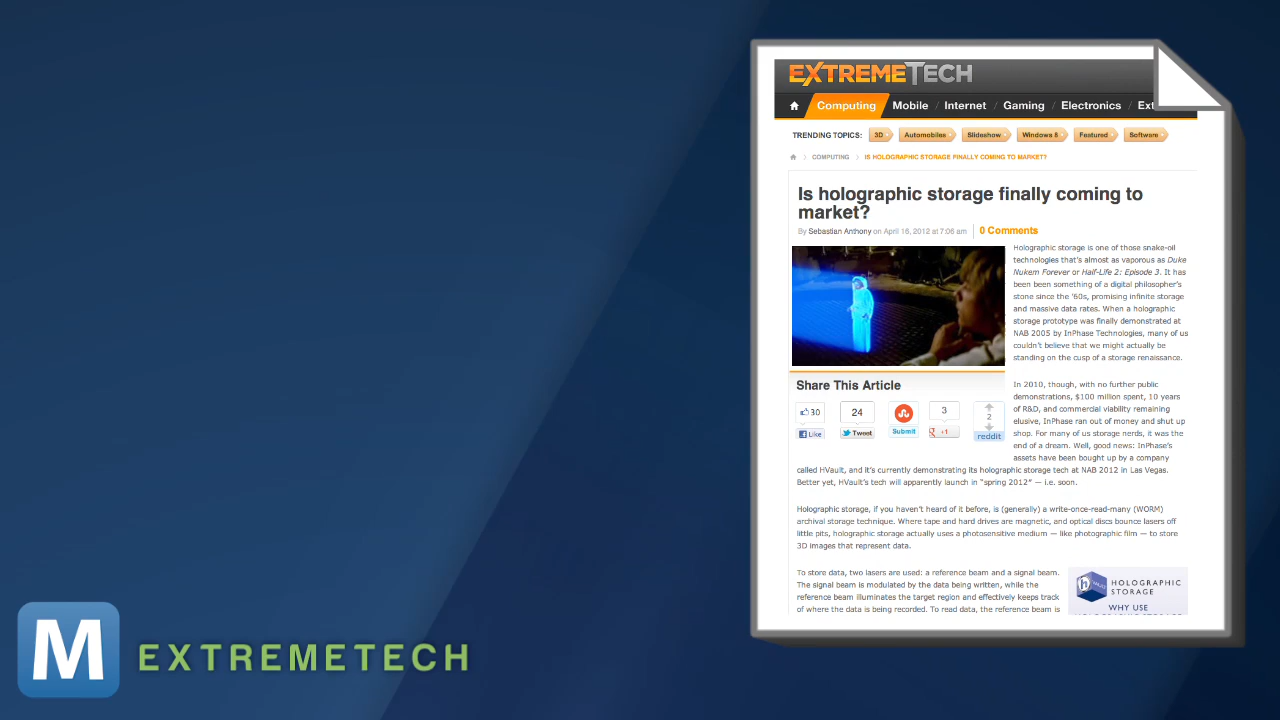 EXTREMETECH
Computing Mobile / Internet / Gaming / Electronics / Ext
TRENDING TOPICS: 3D Automobiles Slideshow Windows 8 Featured Software
COMPUTING IS HOLOGRAPHIC STORAGE FINALLY COMING TO MARKET?
Is holographic storage finally coming to
market?
By Sebastian Anthony on April 16, 2012 at 7:06 am 0 Comments
Holographic storage is one of those snake-oil
technologies that's almost as vaporous as Duke
Nukem Forever or Half-Life 2: Episode 3. It has
been been something of a digital philosopher's
stone since the '60s, promising infinite storage
and massive data rates. When a holographic
storage prototype was finally demonstrated at
NAB 2005 by InPhase Technologies, many of us
couldn't believe that we might actually be
standing on the cusp of a storage renaissance.
Share This Article
30
Like
24
Tweet
Submit
3
+1
2
reddit
In 2010, though, with no further public
demonstrations, $100 million spent, 10 years
of R&D, and commercial viability remaining
elusive, InPhase ran out of money and shut up
shop. For many of us storage nerds, it was the
end of a dream. Well, good news: InPhase's
assets have been bought up by a company
called HVault, and it's currently demonstrating its holographic storage tech at NAB 2012 in Las Vegas.
Better yet, HVault's tech will apparently launch in "spring 2012" — i.e. soon.
Holographic storage, if you haven't heard of it before, is (generally) a write-once-read-many (WORM)
archival storage technique. Where tape and hard drives are magnetic, and optical discs bounce lasers off
little pits, holographic storage actually uses a photosensitive medium — like photographic film — to store
3D images that represent data.
To store data, two lasers are used: a reference beam and a signal beam.
The signal beam is modulated by the data being written, while the
reference beam illuminates the target region and effectively keeps track
of where the data is being recorded. To read data, the reference beam is
HOLOGRAPHIC
STORAGE
WHY USE
M EXTREMETECH